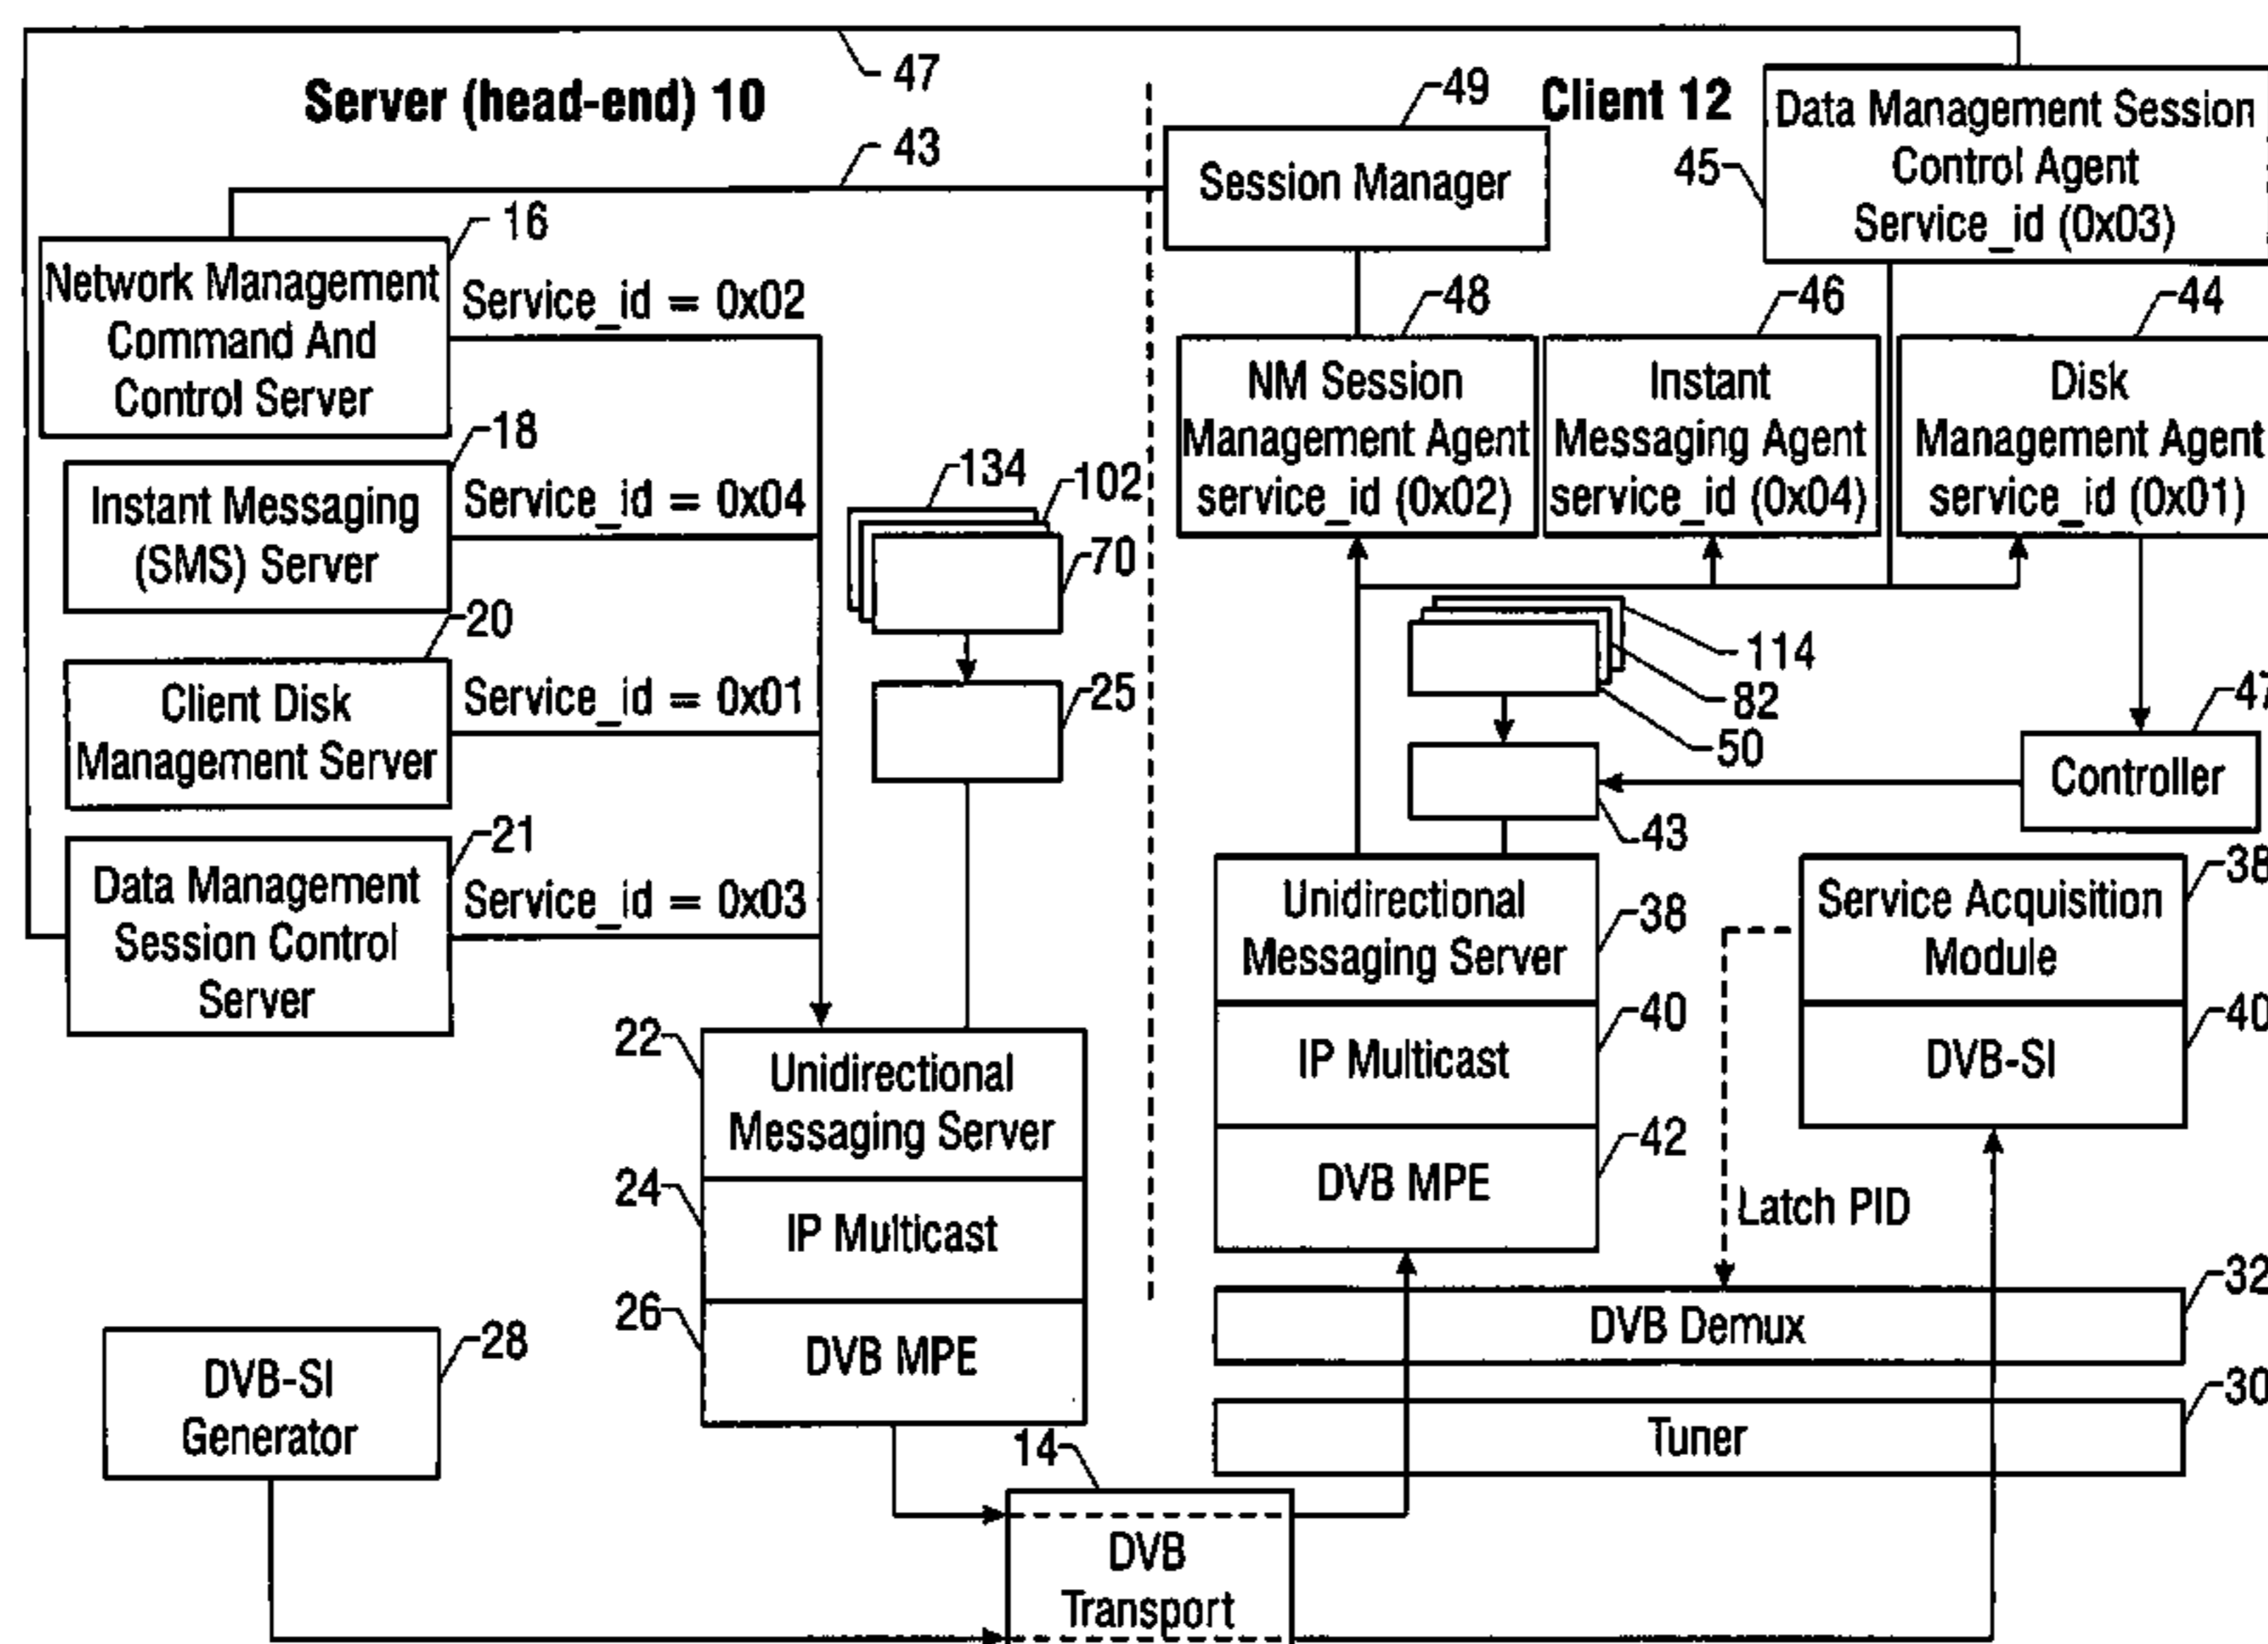 47
Server (head-end) 10
43
49
Client 12
Session Manager
Data Management Session
Control Agent
Service_id (0x03)
45
16
Network Management
Command And
Control Server
Service_id = 0x02
48
NM Session
Management Agent
service_id (0x02)
46
Instant
Messaging Agent
service_id (0x04)
44
Disk
Management Agent
service_id (0x01)
18
Instant Messaging
(SMS) Server
Service_id = 0x04
134
102
70
20
Client Disk
Management Server
Service_id = 0x01
25
114
82
50
47
Controller
43
21
Data Management
Session Control
Server
Service_id = 0x03
Unidirectional
Messaging Server
38
IP Multicast
40
DVB MPE
42
Service Acquisition
Module
38
DVB-SI
40
Latch PID
22
Unidirectional
Messaging Server
24
IP Multicast
26
DVB MPE
DVB Demux
32
Tuner
30
28
DVB-SI
Generator
14
DVB
Transport